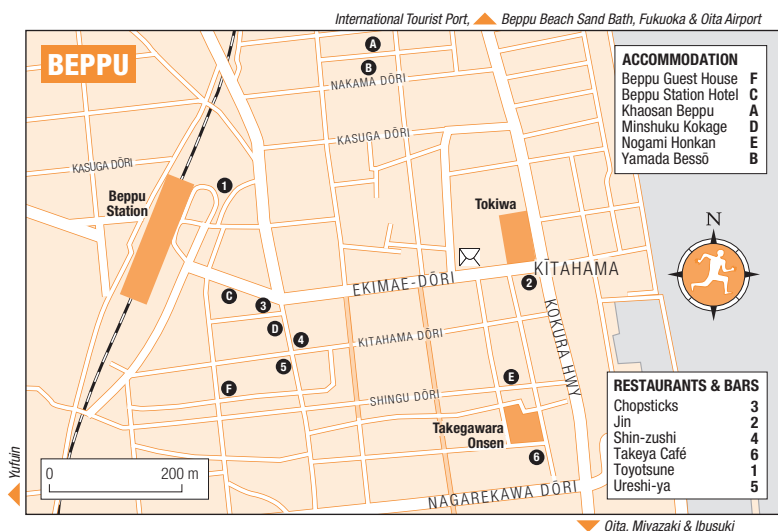 International Tourist Port, Beppu Beach Sand Bath, Fukuoka & Oita Airport
BEPPU
A
B
NAKAMA DŌRI
KASUGA DŌRI
KASUGA DŌRI
1
Beppu
Station
Tokiwa
N
EKIMAE-DŌRI
KITAHAMA
2
C
3
D
4
KITAHAMA DŌRI
KOKURA HWY
5
F
E
SHINGU DŌRI
Takegawara
Onsen
6
NAGAREKAWA DŌRI
0 200 m
Yufuin
ACCOMMODATION
Beppu Guest House F
Beppu Station Hotel C
Khaosan Beppu A
Minshuku Kokage D
Nogami Honkan E
Yamada Bessō B
RESTAURANTS & BARS
Chopsticks 3
Jin 2
Shin-zushi 4
Takeya Café 6
Toyotsune 1
Ureshi-ya 5
Oita, Miyazaki & Ibusuki